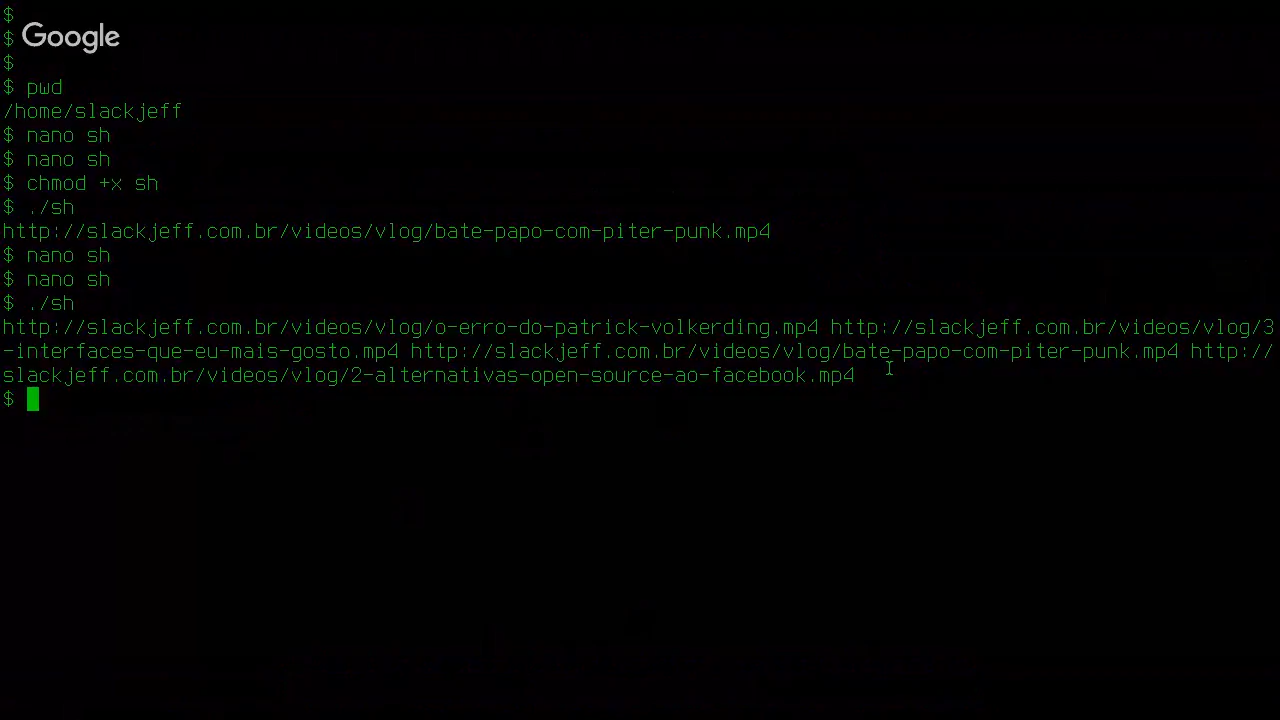 $
$ Google
$
$ pwd
/home/slackjeff
$ nano sh
$ nano sh
$ chmod +x sh
$ ./sh
http://slackjeff.com.br/videos/vlog/bate-papo-com-piter-punk.mp4
$ nano sh
$ nano sh
$ ./sh
http://slackjeff.com.br/videos/vlog/o-erro-do-patrick-volkerding.mp4 http://slackjeff.com.br/videos/vlog/3
-interfaces-que-eu-mais-gosto.mp4 http://slackjeff.com.br/videos/vlog/bate-papo-com-piter-punk.mp4 http://
slackjeff.com.br/videos/vlog/2-alternativas-open-source-ao-facebook.mp4
$